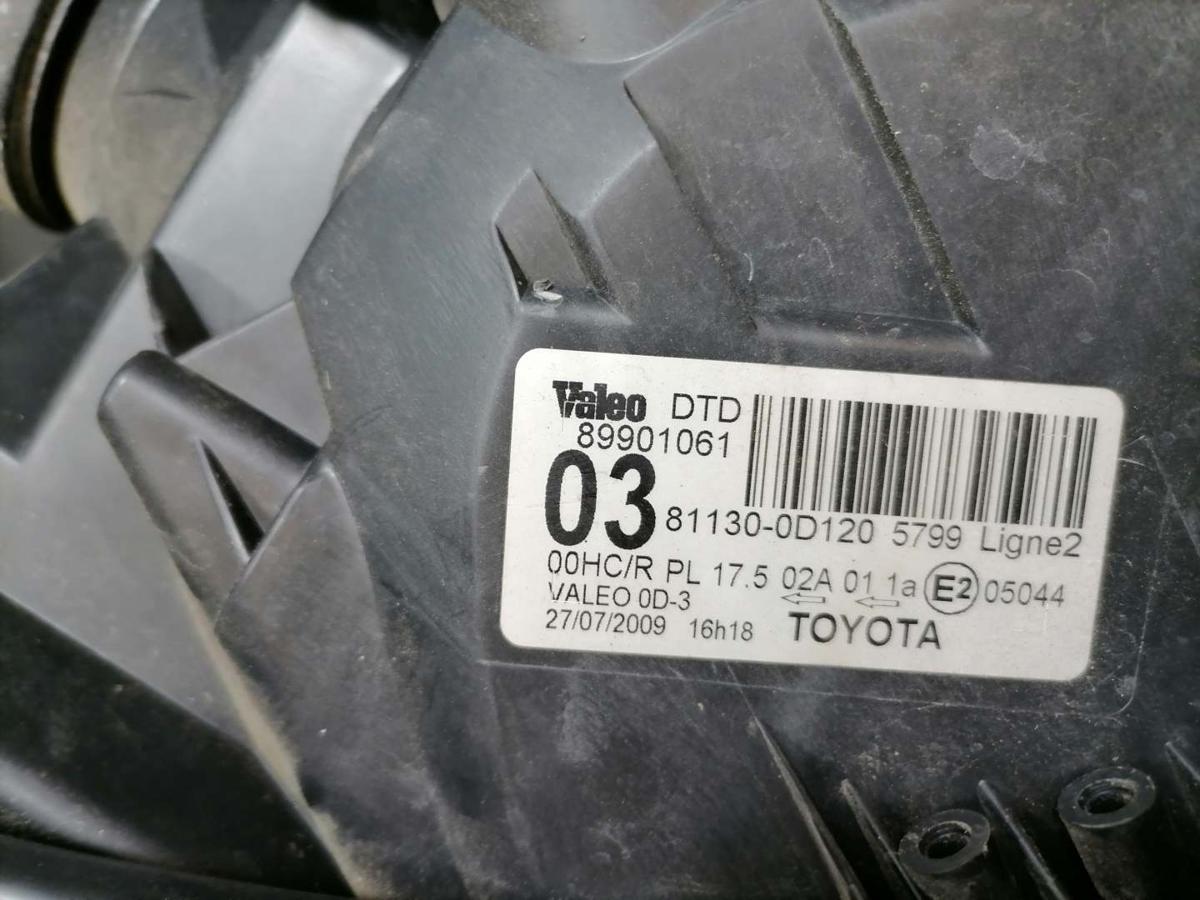 Valeo DTD
89901061
03
81130-0D120 5799 Ligne2
00HC/R PL 17.5 02A 01 1a E2 05044
VALEO 0D-3
27/07/2009 16h18 TOYOTA